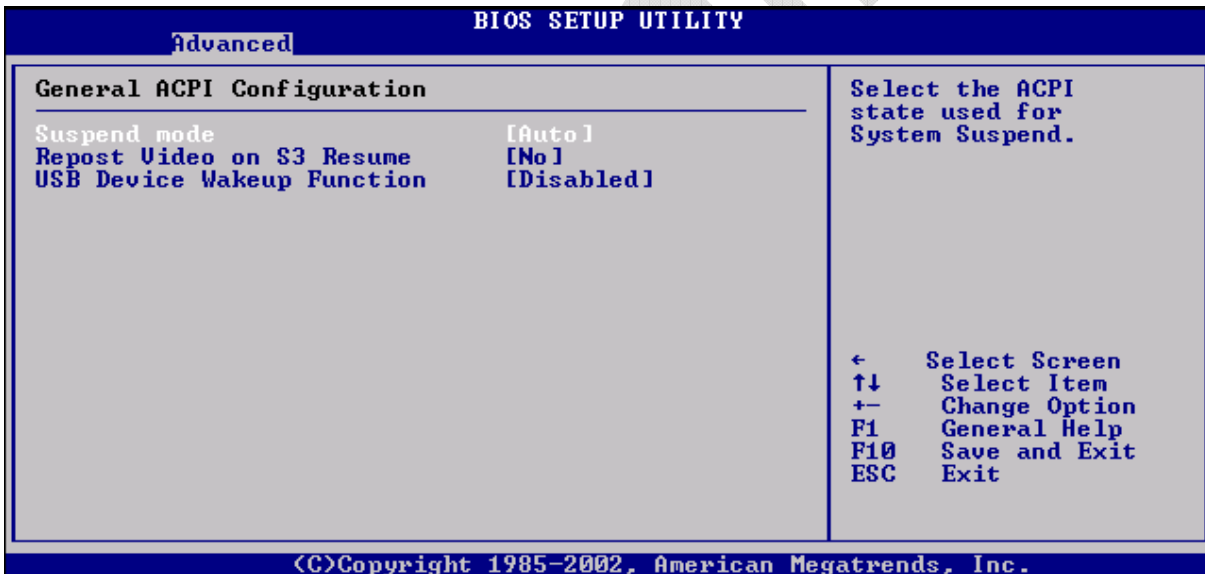 BIOS SETUP UTILITY
Advanced
General ACPI Configuration
Suspend mode [Auto]
Repost Video on S3 Resume [No]
USB Device Wakeup Function [Disabled]
Select the ACPI
state used for
System Suspend.
← Select Screen
↑↓ Select Item
+- Change Option
F1 General Help
F10 Save and Exit
ESC Exit
(C)Copyright 1985-2002, American Megatrends, Inc.